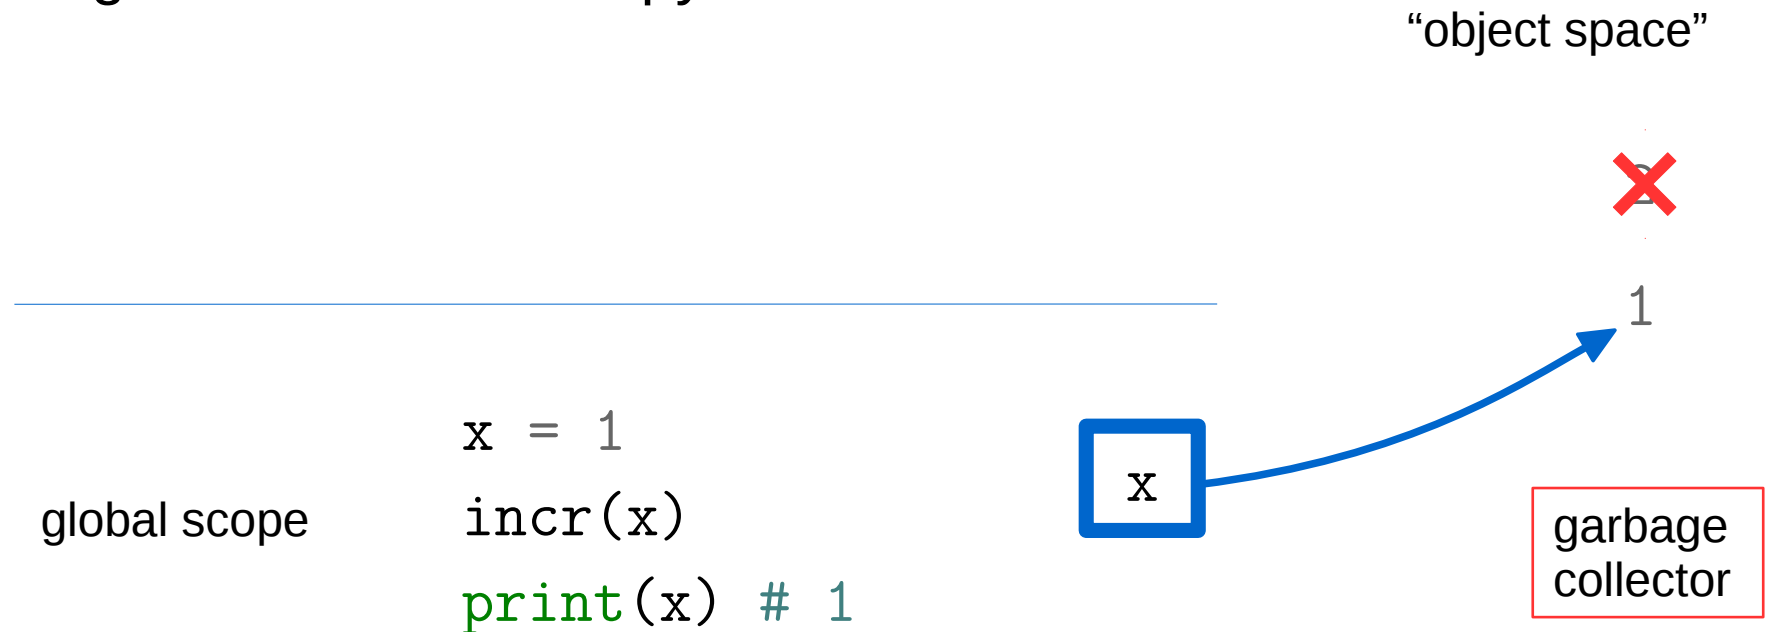 “object space”
1
x = 1
x
global scope
incr(x)
garbage
collector
print(x) # 1